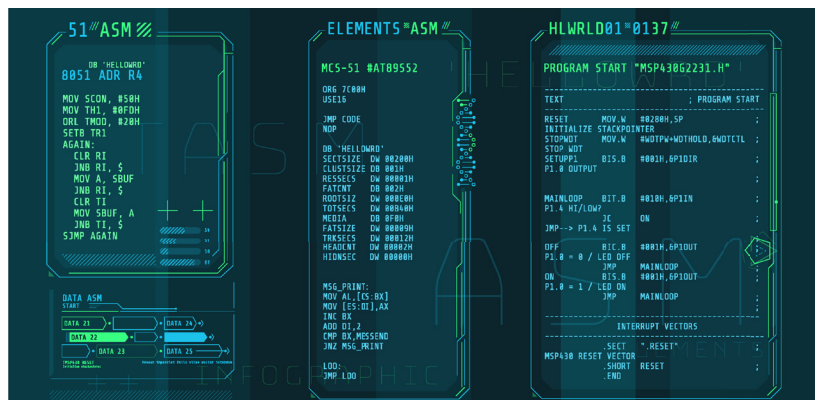 51 ASM
DB 'HELLOWRD'
8051 ADR R4
MOV SCON, #50H
MOV TH1, #0FDH
ORL TMOD, #20H
SETB TR1
AGAIN:
CLR RI
JNB RI, $
MOV A, SBUF
JNB RI, $
CLR TI
MOV SBUF, A
JNB TI, $
SJMP AGAIN
DATA ASM
START
DATA 21
DATA 24
DATA 22
DATA 23
DATA 25
ELEMENTS ASM
MCS-51 #AT89S52
ORG 7C00H
USE16
JMP CODE
NOP
DB 'HELLOWRD'
SECTSIZE DW 00200H
CLUSTSIZE DB 001H
RESSECS DW 00001H
FATCNT DB 002H
ROOTSIZ DW 000E0H
TOTSECS DW 00B40H
MEDIA DB 0F0H
FATSIZE DW 00009H
TRKSECS DW 00012H
HEADCNT DW 00002H
HIDNSEC DW 00000H
MSG_PRINT:
MOV AL,[CS:BX]
MOV [ES:DI],AX
INC BX
ADD DI,2
CMP BX,MESSEND
JNZ MSG_PRINT
LOO:
JMP LOO
HLWRLD01 0137
PROGRAM START "MSP430G2231.H"
TEXT ; PROGRAM START
RESET MOV.W #0280H,SP ;
INITIALIZE STACKPOINTER
STOPWDT MOV.W #WDTPW+WDTHOLD,&WDTCTL ;
STOP WDT
SETUPP1 BIS.B #001H,&P1DIR ;
P1.0 OUTPUT
;
MAINLOOP BIT.B #010H,&P1IN ;
P1.4 HI/LOW?
JC ON ;
JMP--> P1.4 IS SET
;
OFF BIC.B #001H,&P1OUT ;
P1.0 = 0 / LED OFF
JMP MAINLOOP ;
ON BIS.B #001H,&P1OUT ;
P1.0 = 1 / LED ON
JMP MAINLOOP ;
;
INTERRUPT VECTORS
.SECT ".RESET" ;
MSP430 RESET VECTOR
.SHORT RESET ;
.END
'HELLOWRD'
ASM
ASM
INFOGRAPHIC